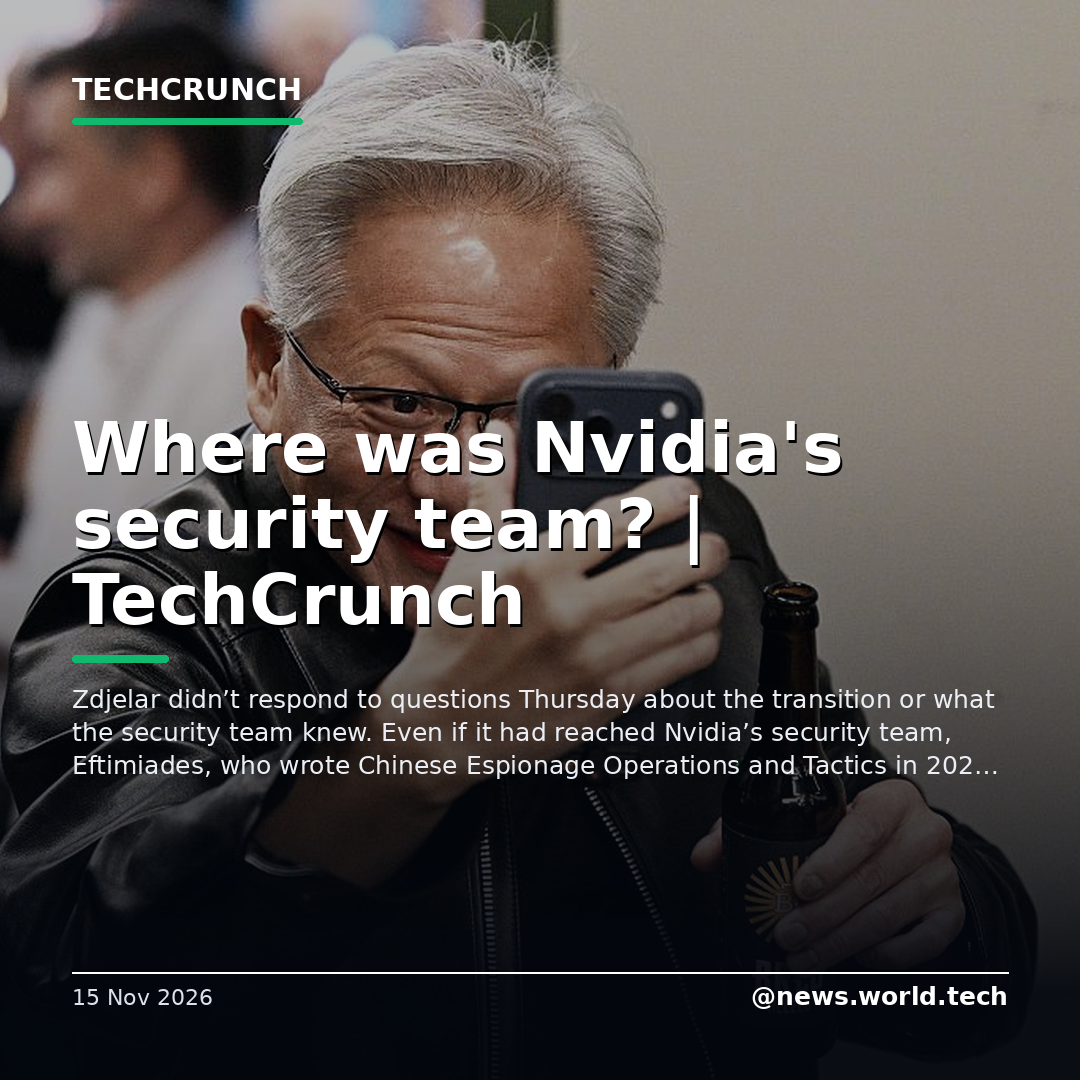 TECHCRUNCH
Where was Nvidia's
security team? |
TechCrunch
Zdjelar didn’t respond to questions Thursday about the transition or what
the security team knew. Even if it had reached Nvidia’s security team,
Eftimiades, who wrote Chinese Espionage Operations and Tactics in 202…
15 Nov 2026
@news.world.tech